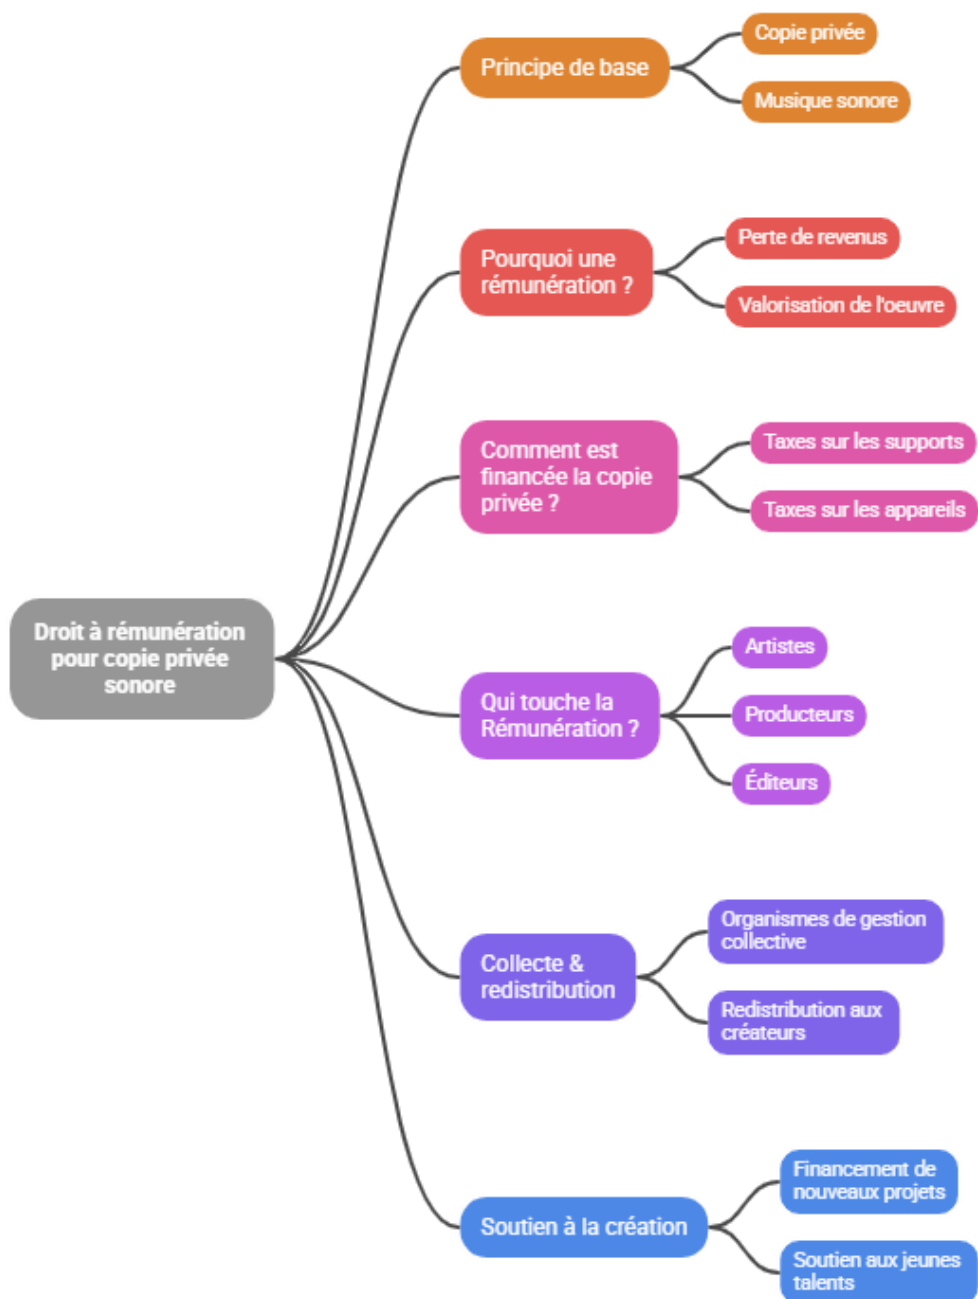 Principe de base
Copie privée
Musique sonore
Pourquoi une
rémunération ?
Perte de revenus
Valorisation de l'oeuvre
Comment est
financée la copie
privée ?
Taxes sur les supports
Taxes sur les appareils
Droit à rémunération
pour copie privée
sonore
Qui touche la
Rémunération ?
Artistes
Producteurs
Éditeurs
Collecte &
redistribution
Organismes de gestion
collective
Redistribution aux
créateurs
Soutien à la création
Financement de
nouveaux projets
Soutien aux jeunes
talents